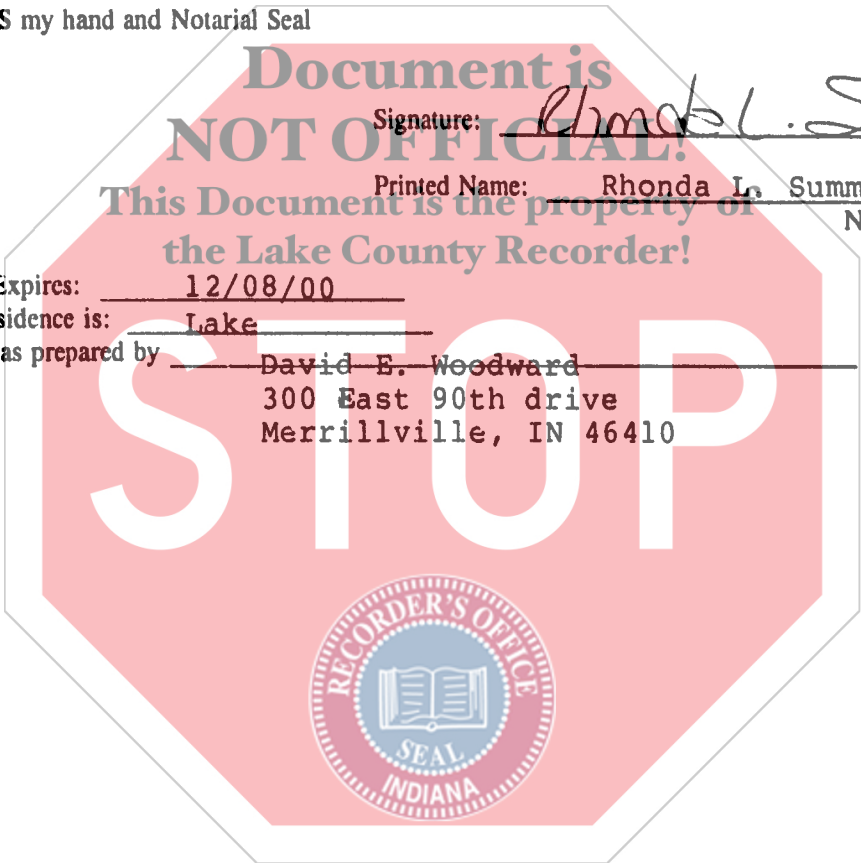 S my hand and Notarial Seal
Document is
Signature: Rhonda L. S
NOT OFFICIAL!
Printed Name: Rhonda L. Summ
This Document is the property of
N
the Lake County Recorder!
Expires: 12/08/00
sidence is: Lake
as prepared by David E. Woodward
300 East 90th drive
Merrillville, IN 46410
STOP
RECORDER'S OFFICE
SEAL
INDIANA